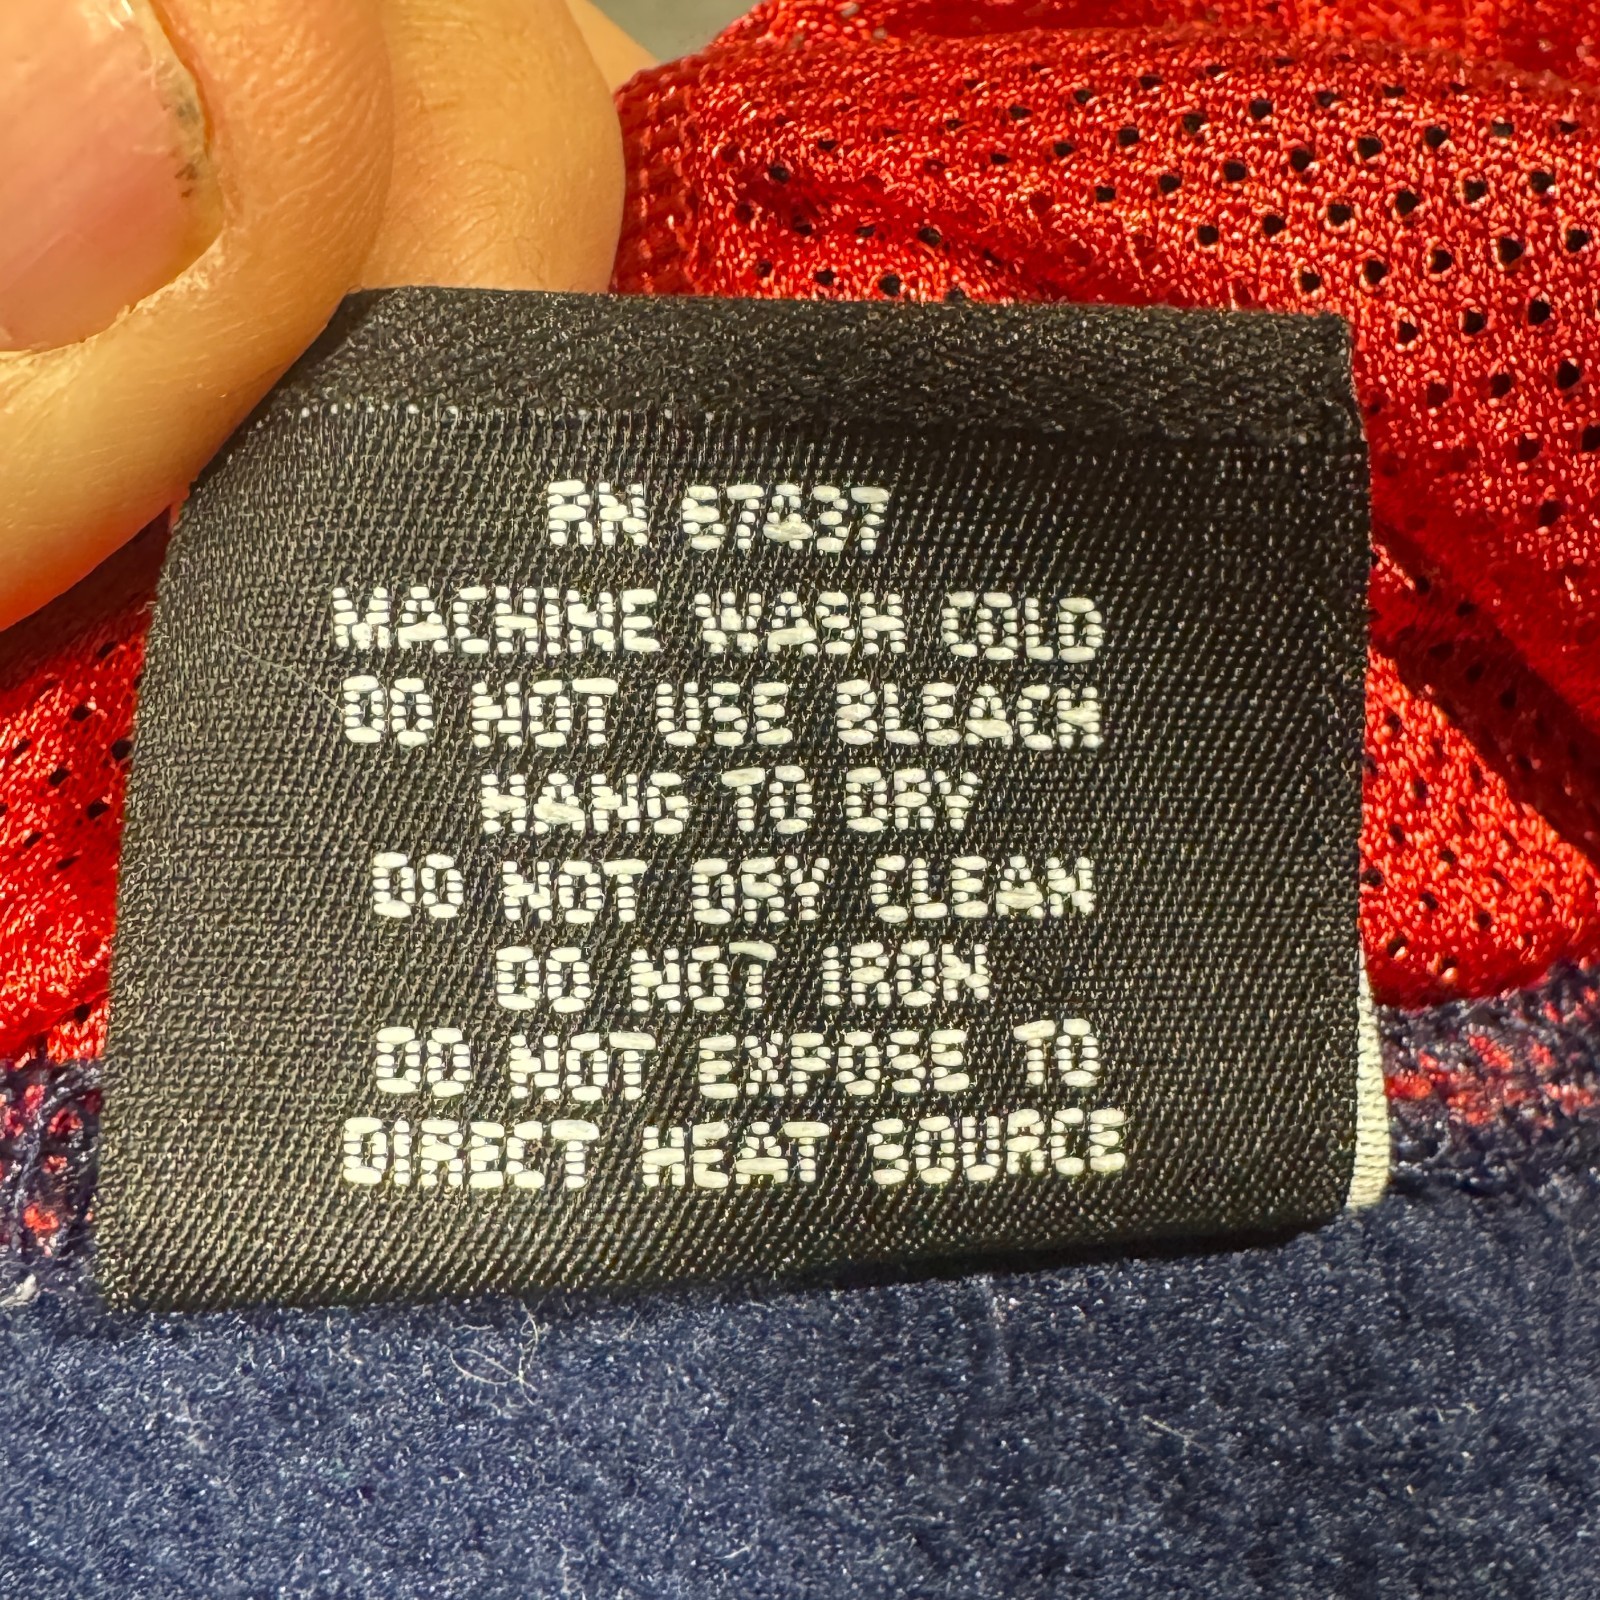 RN 67437
MACHINE WASH COLD
DO NOT USE BLEACH
HANG TO DRY
DO NOT DRY CLEAN
DO NOT IRON
DO NOT EXPOSE TO
DIRECT HEAT SOURCE